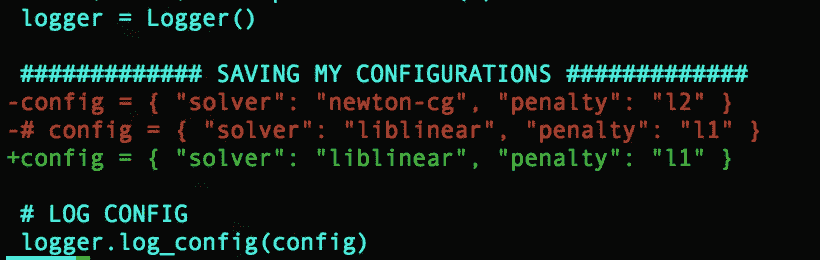 logger = Logger()
############# SAVING MY CONFIGURATIONS #############
-config = { "solver": "newton-cg", "penalty": "l2" }
-# config = { "solver": "liblinear", "penalty": "l1" }
+config = { "solver": "liblinear", "penalty": "l1" }
# LOG CONFIG
logger.log_config(config)